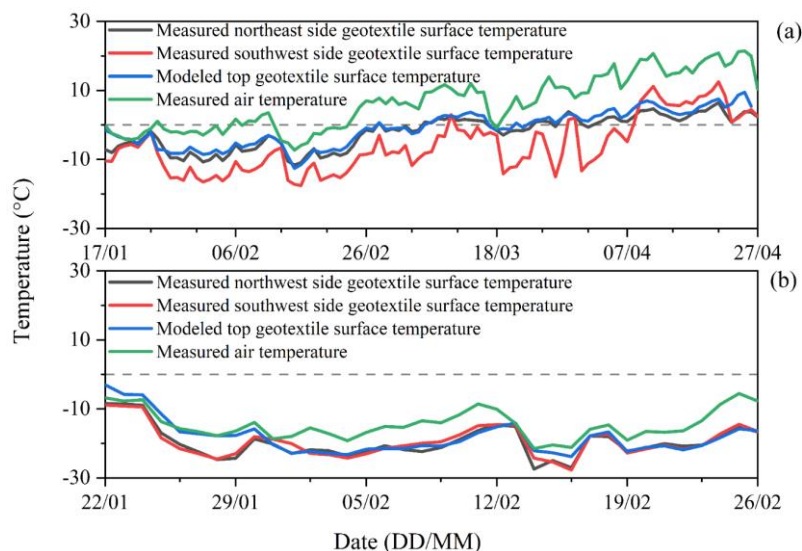 30
Measured northeast side geotextile surface temperature
(a)
Measured southwest side geotextile surface temperature
Modeled top geotextile surface temperature
10
Measured air temperature
-10
-30
17/01 06/02 26/02 18/03 07/04 27/04
30
Measured northwest side geotextile surface temperature
(b)
Measured southwest side geotextile surface temperature
Modeled top geotextile surface temperature
10
Measured air temperature
-10
-30
22/01 29/01 05/02 12/02 19/02 26/02
Temperature (°C)
Date (DD/MM)